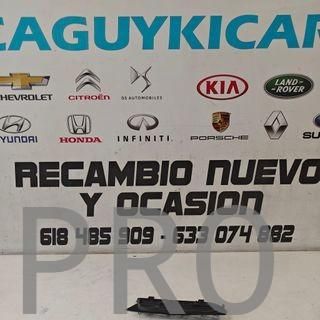 CAGUYKICAR
CHEVROLET CITROËN DS AUTOMOBILES KIA LAND ROVER
HYUNDAI HONDA INFINITI PORSCHE RENAULT
RECAMBIO NUEVO
Y OCASION
618 485 909 - 633 074 882
PRO